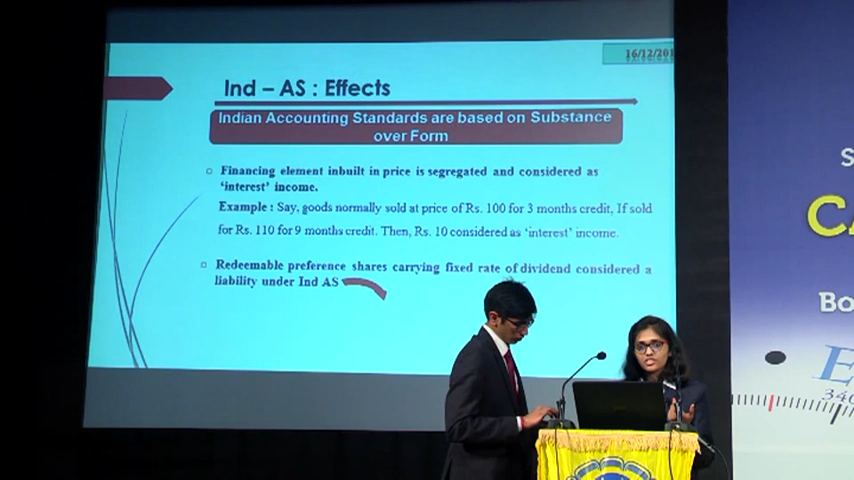 16/12/201
Ind – AS : Effects
Indian Accounting Standards are based on Substance
over Form
Financing element inbuilt in price is segregated and considered as
‘interest’ income.
Example : Say, goods normally sold at price of Rs. 100 for 3 months credit, If sold
for Rs. 110 for 9 months credit. Then, Rs. 10 considered as ‘interest’ income.
Redeemable preference shares carrying fixed rate of dividend considered a
liability under Ind AS
S
CA
Bo
E
340